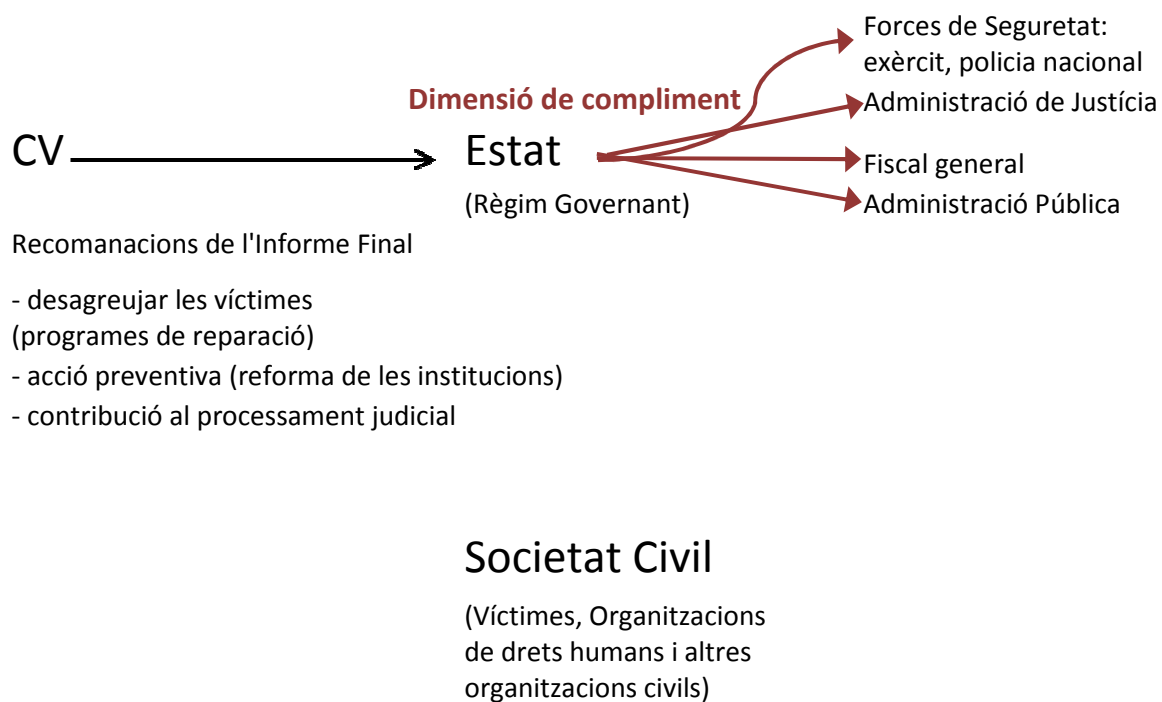 Forces de Seguretat:
exèrcit, policia nacional
Dimensió de compliment
Administració de Justícia
CV
Estat
Fiscal general
(Règim Governant)
Administració Pública
Recomanacions de l'Informe Final
- desagreujar les víctimes
(programes de reparació)
- acció preventiva (reforma de les institucions)
- contribució al processament judicial
Societat Civil
(Víctimes, Organitzacions
de drets humans i altres
organitzacions civils)